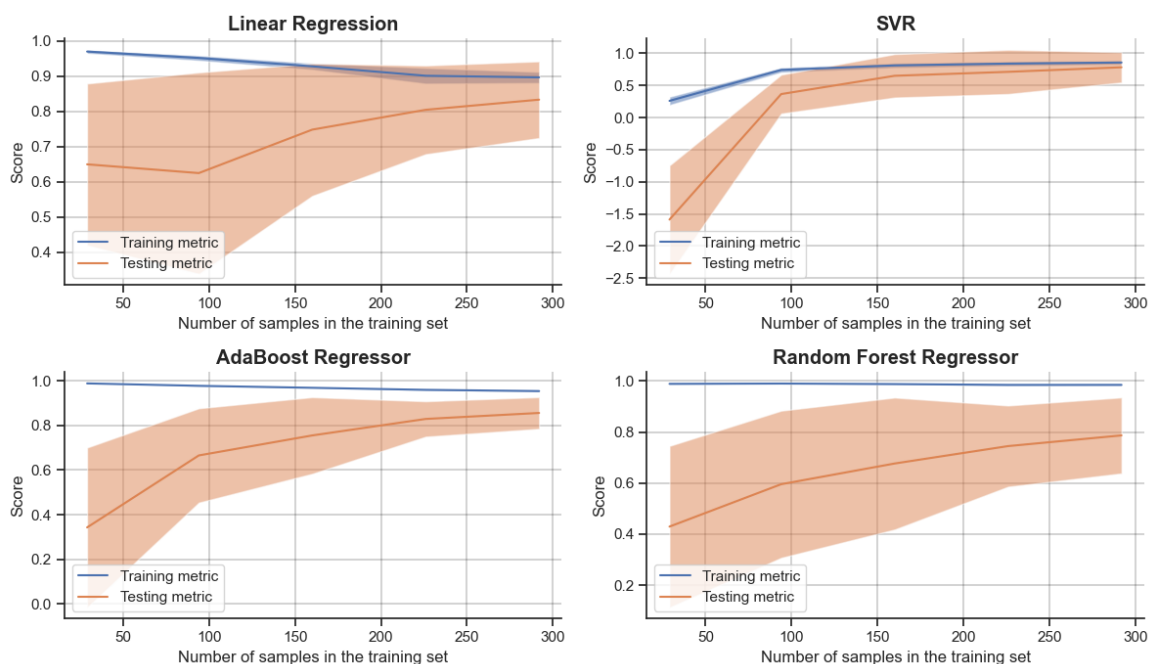 Linear Regression
1.0
0.9
0.8
0.7
0.6
0.5
0.4
Score
Training metric
Testing metric
50
100
150
200
250
300
Number of samples in the training set
SVR
1.0
0.5
0.0
−0.5
−1.0
−1.5
−2.0
−2.5
Score
Training metric
Testing metric
50
100
150
200
250
300
Number of samples in the training set
AdaBoost Regressor
1.0
0.8
0.6
0.4
0.2
0.0
Score
Training metric
Testing metric
50
100
150
200
250
300
Number of samples in the training set
Random Forest Regressor
1.0
0.8
0.6
0.4
0.2
Score
Training metric
Testing metric
50
100
150
200
250
300
Number of samples in the training set